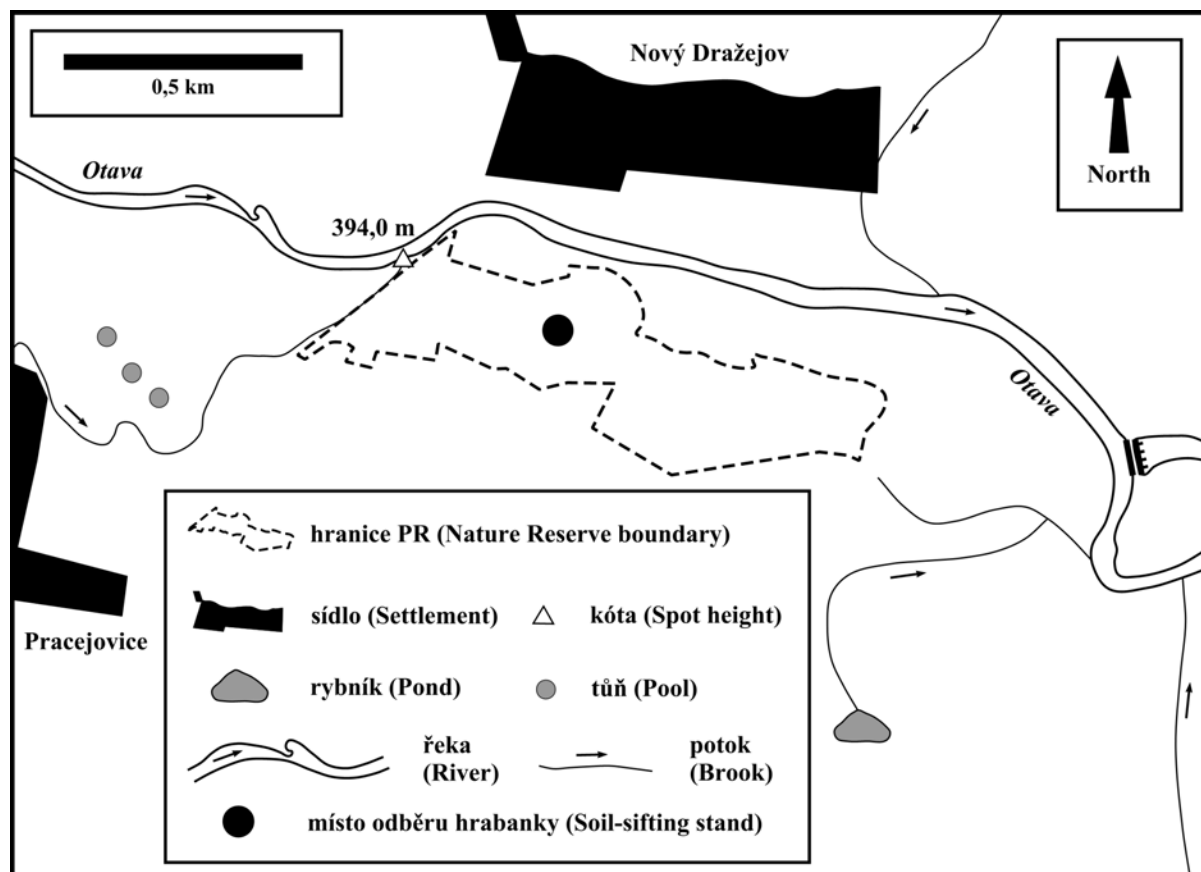 Nový Dražejov
0,5 km
North
Otava
394,0 m
Otava
Pracejovice
hranice PR (Nature Reserve boundary)
sídlo (Settlement)
kóta (Spot height)
rybník (Pond)
tůň (Pool)
řeka
(River)
potok
(Brook)
místo odběru hrabanky (Soil-sifting stand)